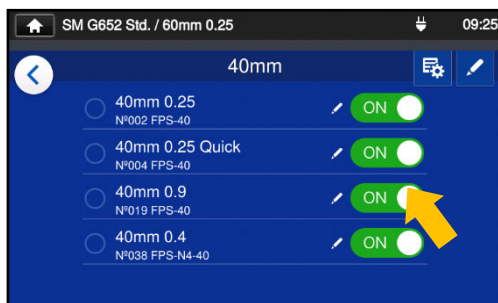 SM G652 Std. / 60mm 0.25 09:25
40mm
40mm 0.25
Nº002 FPS-40
ON
40mm 0.25 Quick
Nº004 FPS-40
ON
40mm 0.9
Nº019 FPS-40
ON
40mm 0.4
Nº038 FPS-N4-40
ON